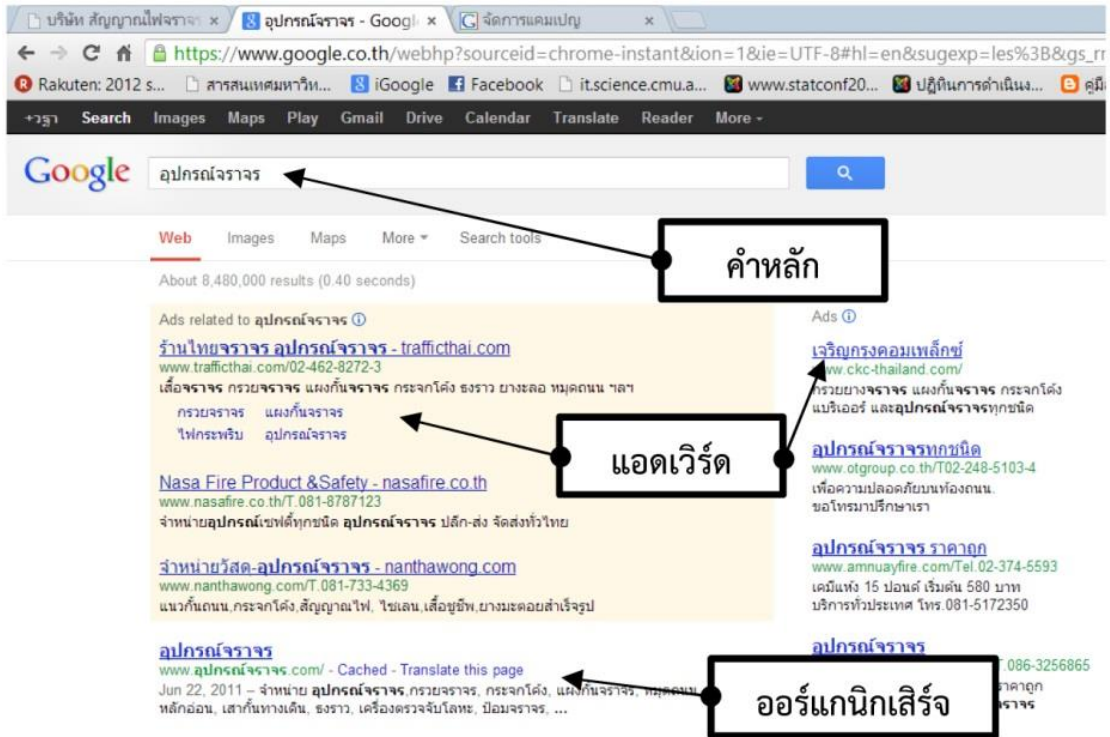 บริษัท สัญญาณไฟจราจร อุปกรณ์จราจร - Googl จัดการแคมเปญ
https://www.google.co.th/webhp?sourceid=chrome-instant&ion=1&ie=UTF-8#hl=en&sugexp=les%3B&gs_rr
Rakuten: 2012 s... สารสนเทศมหาวิท... iGoogle Facebook it.science.cmu.a... www.statconf20... ปฏิทินการดำเนินง...
+วฐา Search Images Maps Play Gmail Drive Calendar Translate Reader More
Google อุปกรณ์จราจร
Web Images Maps More Search tools
คำหลัก
About 8,480,000 results (0.40 seconds)
Ads related to อุปกรณ์จราจร
ร้านไทยจราจร อุปกรณ์จราจร - trafficthai.com
www.trafficthai.com/02-462-8272-3
เสื้อจราจร กรวยจราจร แผงกั้นจราจร กระจกโค้ง ธงราว ยางชะลอ หมุดถนน ฯลฯ
กรวยจราจร แผงกั้นจราจร
ไฟกระพริบ อุปกรณ์จราจร
แอดเวิร์ด
Nasa Fire Product &Safety - nasafire.co.th
www.nasafire.co.th/T.081-8787123
จำหน่ายอุปกรณ์เซฟตี้ทุกชนิด อุปกรณ์จราจร ปลีก-ส่ง จัดส่งทั่วไทย
จำหน่ายวัสดุ-อุปกรณ์จราจร - nanthawong.com
www.nanthawong.com/T.081-733-4369
แนวกั้นถนน,กระจกโค้ง,สัญญาณไฟ, ไซเลน,เสื้อชูชีพ,ยางมะตอยสำเร็จรูป
อุปกรณ์จราจร
www.อุปกรณ์จราจร.com/ - Cached - Translate this page
Jun 22, 2011 – จำหน่าย อุปกรณ์จราจร,กรวยจราจร, กระจกโค้ง, แผงกั้นจราจร, หมุดถนน,
หลักอ่อน, เสากั้นทางเดิน, ธงราว, เครื่องตรวจจับโลหะ, ป้อมจราจร, ...
ออร์แกนิกเสิร์จ
Ads
เจริญกรุงคอมเพล็กซ์
www.ckc-thailand.com/
กรวยยางจราจร แผงกั้นจราจร กระจกโค้ง
แบริเออร์ และอุปกรณ์จราจรทุกชนิด
อุปกรณ์จราจรทุกชนิด
www.otgroup.co.th/T02-248-5103-4
เพื่อความปลอดภัยบนท้องถนน.
ขอโทรมาปรึกษาเรา
อุปกรณ์จราจร ราคาถูก
www.amnuayfire.com/Tel.02-374-5593
เคมีแห้ง 15 ปอนด์ เริ่มต้น 580 บาท
บริการทั่วประเทศ โทร.081-5172350
อุปกรณ์จราจร
.086-3256865
ราคาถูก